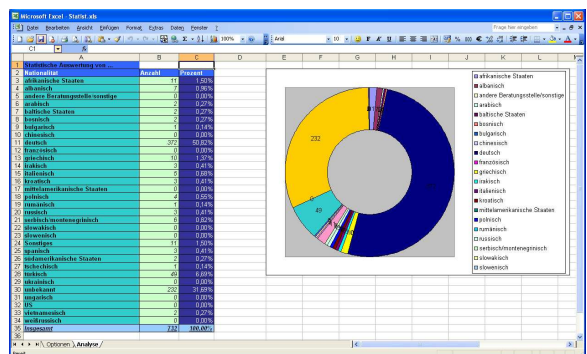 Microsoft Excel - Statist.xls
Datei Bearbeiten Ansicht Einfügen Format Extras Daten Fenster ?
Frage hier eingeben
100%
Arial
10
C1
fx
A B C D E F G H I J K L
1 Statistische Auswertung von ...
2 Nationalität Anzahl Prozent
3 afrikanische Staaten 11 1,50%
4 albanisch 7 0,96%
5 andere Beratungsstelle/sonstige 0 0,00%
6 arabisch 2 0,27%
7 baltische Staaten 2 0,27%
8 bosnisch 2 0,27%
9 bulgarisch 1 0,14%
10 chinesisch 0 0,00%
11 deutsch 372 50,82%
12 französisch 0 0,00%
13 griechisch 10 1,37%
14 irakisch 3 0,41%
15 italienisch 5 0,68%
16 kroatisch 3 0,41%
17 mittelamerikanische Staaten 0 0,00%
18 polnisch 4 0,55%
19 rumänisch 1 0,14%
20 russisch 3 0,41%
21 serbisch/montenegrinisch 6 0,82%
22 slowakisch 0 0,00%
23 slowenisch 0 0,00%
24 Sonstiges 11 1,50%
25 spanisch 3 0,41%
26 südamerikanische Staaten 2 0,27%
27 tschechisch 1 0,14%
28 türkisch 49 6,69%
29 ukrainisch 0 0,00%
30 unbekannt 232 31,69%
31 ungarisch 0 0,00%
32 US 0 0,00%
33 vietnamesisch 2 0,27%
34 weißrussisch 0 0,00%
35 Insgesamt 732 100,00%
36
232
49
afrikanische Staaten
albanisch
andere Beratungsstelle/sonstige
arabisch
baltische Staaten
bosnisch
bulgarisch
chinesisch
deutsch
französisch
griechisch
irakisch
italienisch
kroatisch
mittelamerikanische Staaten
polnisch
rumänisch
russisch
serbisch/montenegrinisch
slowakisch
slowenisch
Optionen Analyse